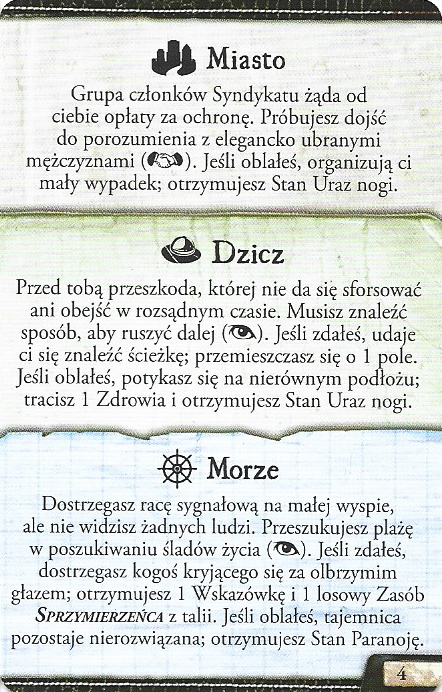 Miasto
Grupa członków Syndykatu żąda od
ciebie opłaty za ochronę. Próbujesz dojść
do porozumienia z elegancko ubranymi
mężczyznami ( ). Jeśli oblałeś, organizują ci
mały wypadek; otrzymujesz Stan Uraz nogi.
Dzicz
Przed tobą przeszkoda, której nie da się sforsować
ani obejść w rozsądnym czasie. Musisz znaleźć
sposób, aby ruszyć dalej ( ). Jeśli zdałeś, udaje
ci się znaleźć ścieżkę; przemieszczasz się o 1 pole.
Jeśli oblałeś, potykasz się na nierównym podłożu;
tracisz 1 Zdrowia i otrzymujesz Stan Uraz nogi.
Morze
Dostrzegasz racę sygnałową na małej wyspie,
ale nie widzisz żadnych ludzi. Przeszukujesz plażę
w poszukiwaniu śladów życia ( ). Jeśli zdałeś,
dostrzegasz kogoś kryjącego się za olbrzymim
głazem; otrzymujesz 1 Wskazówkę i 1 losowy Zasób
SPRZYMIERZEŃCA z talii. Jeśli oblałeś, tajemnica
pozostaje nierozwiązana; otrzymujesz Stan Paranoję.
4